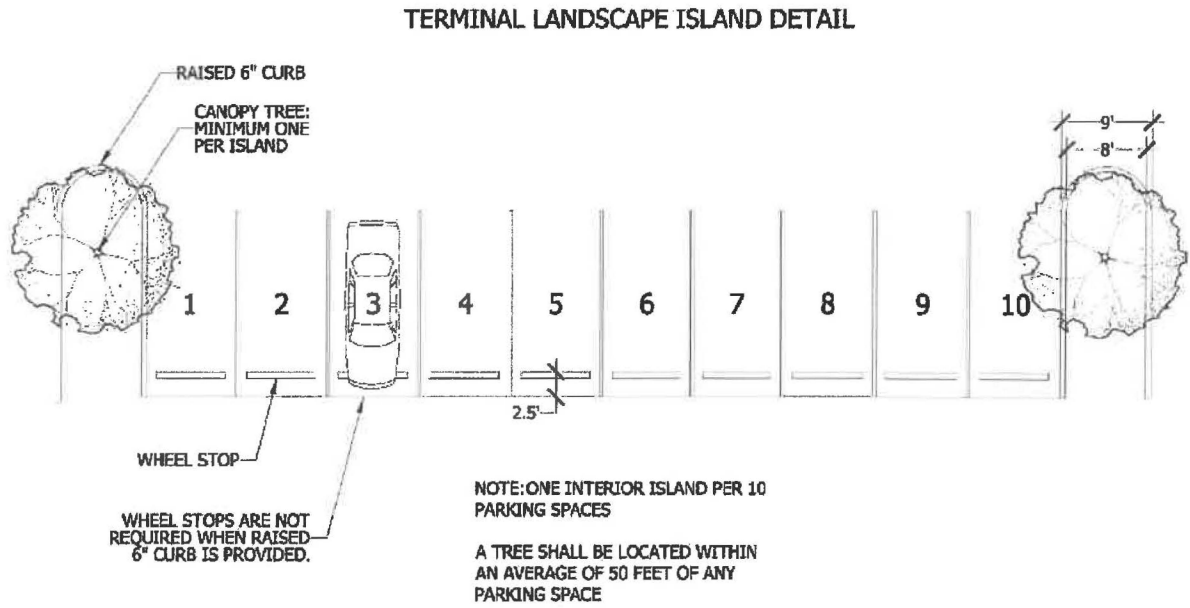 TERMINAL LANDSCAPE ISLAND DETAIL
RAISED 6" CURB
CANOPY TREE:
MINIMUM ONE
PER ISLAND
9'
8'
1 2 3 4 5 6 7 8 9 10
2.5'
WHEEL STOP
WHEEL STOPS ARE NOT
REQUIRED WHEN RAISED
6" CURB IS PROVIDED.
NOTE: ONE INTERIOR ISLAND PER 10
PARKING SPACES
A TREE SHALL BE LOCATED WITHIN
AN AVERAGE OF 50 FEET OF ANY
PARKING SPACE